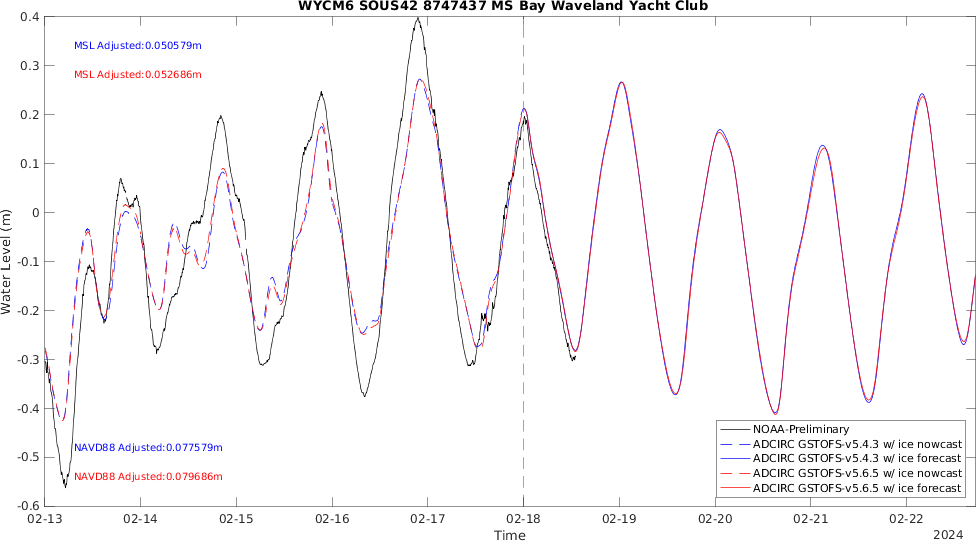 WYCM6 SOUS42 8747437 MS Bay Waveland Yacht Club
MSL Adjusted:0.050579m
MSL Adjusted:0.052686m
NAVD88 Adjusted:0.077579m
NAVD88 Adjusted:0.079686m
Water Level (m)
0.4
0.3
0.2
0.1
0
-0.1
-0.2
-0.3
-0.4
-0.5
-0.6
NOAA-Preliminary
ADCIRC GSTOFS-v5.4.3 w/ ice nowcast
ADCIRC GSTOFS-v5.4.3 w/ ice forecast
ADCIRC GSTOFS-v5.6.5 w/ ice nowcast
ADCIRC GSTOFS-v5.6.5 w/ ice forecast
02-13 02-14 02-15 02-16 02-17 02-18 02-19 02-20 02-21 02-22
Time
2024